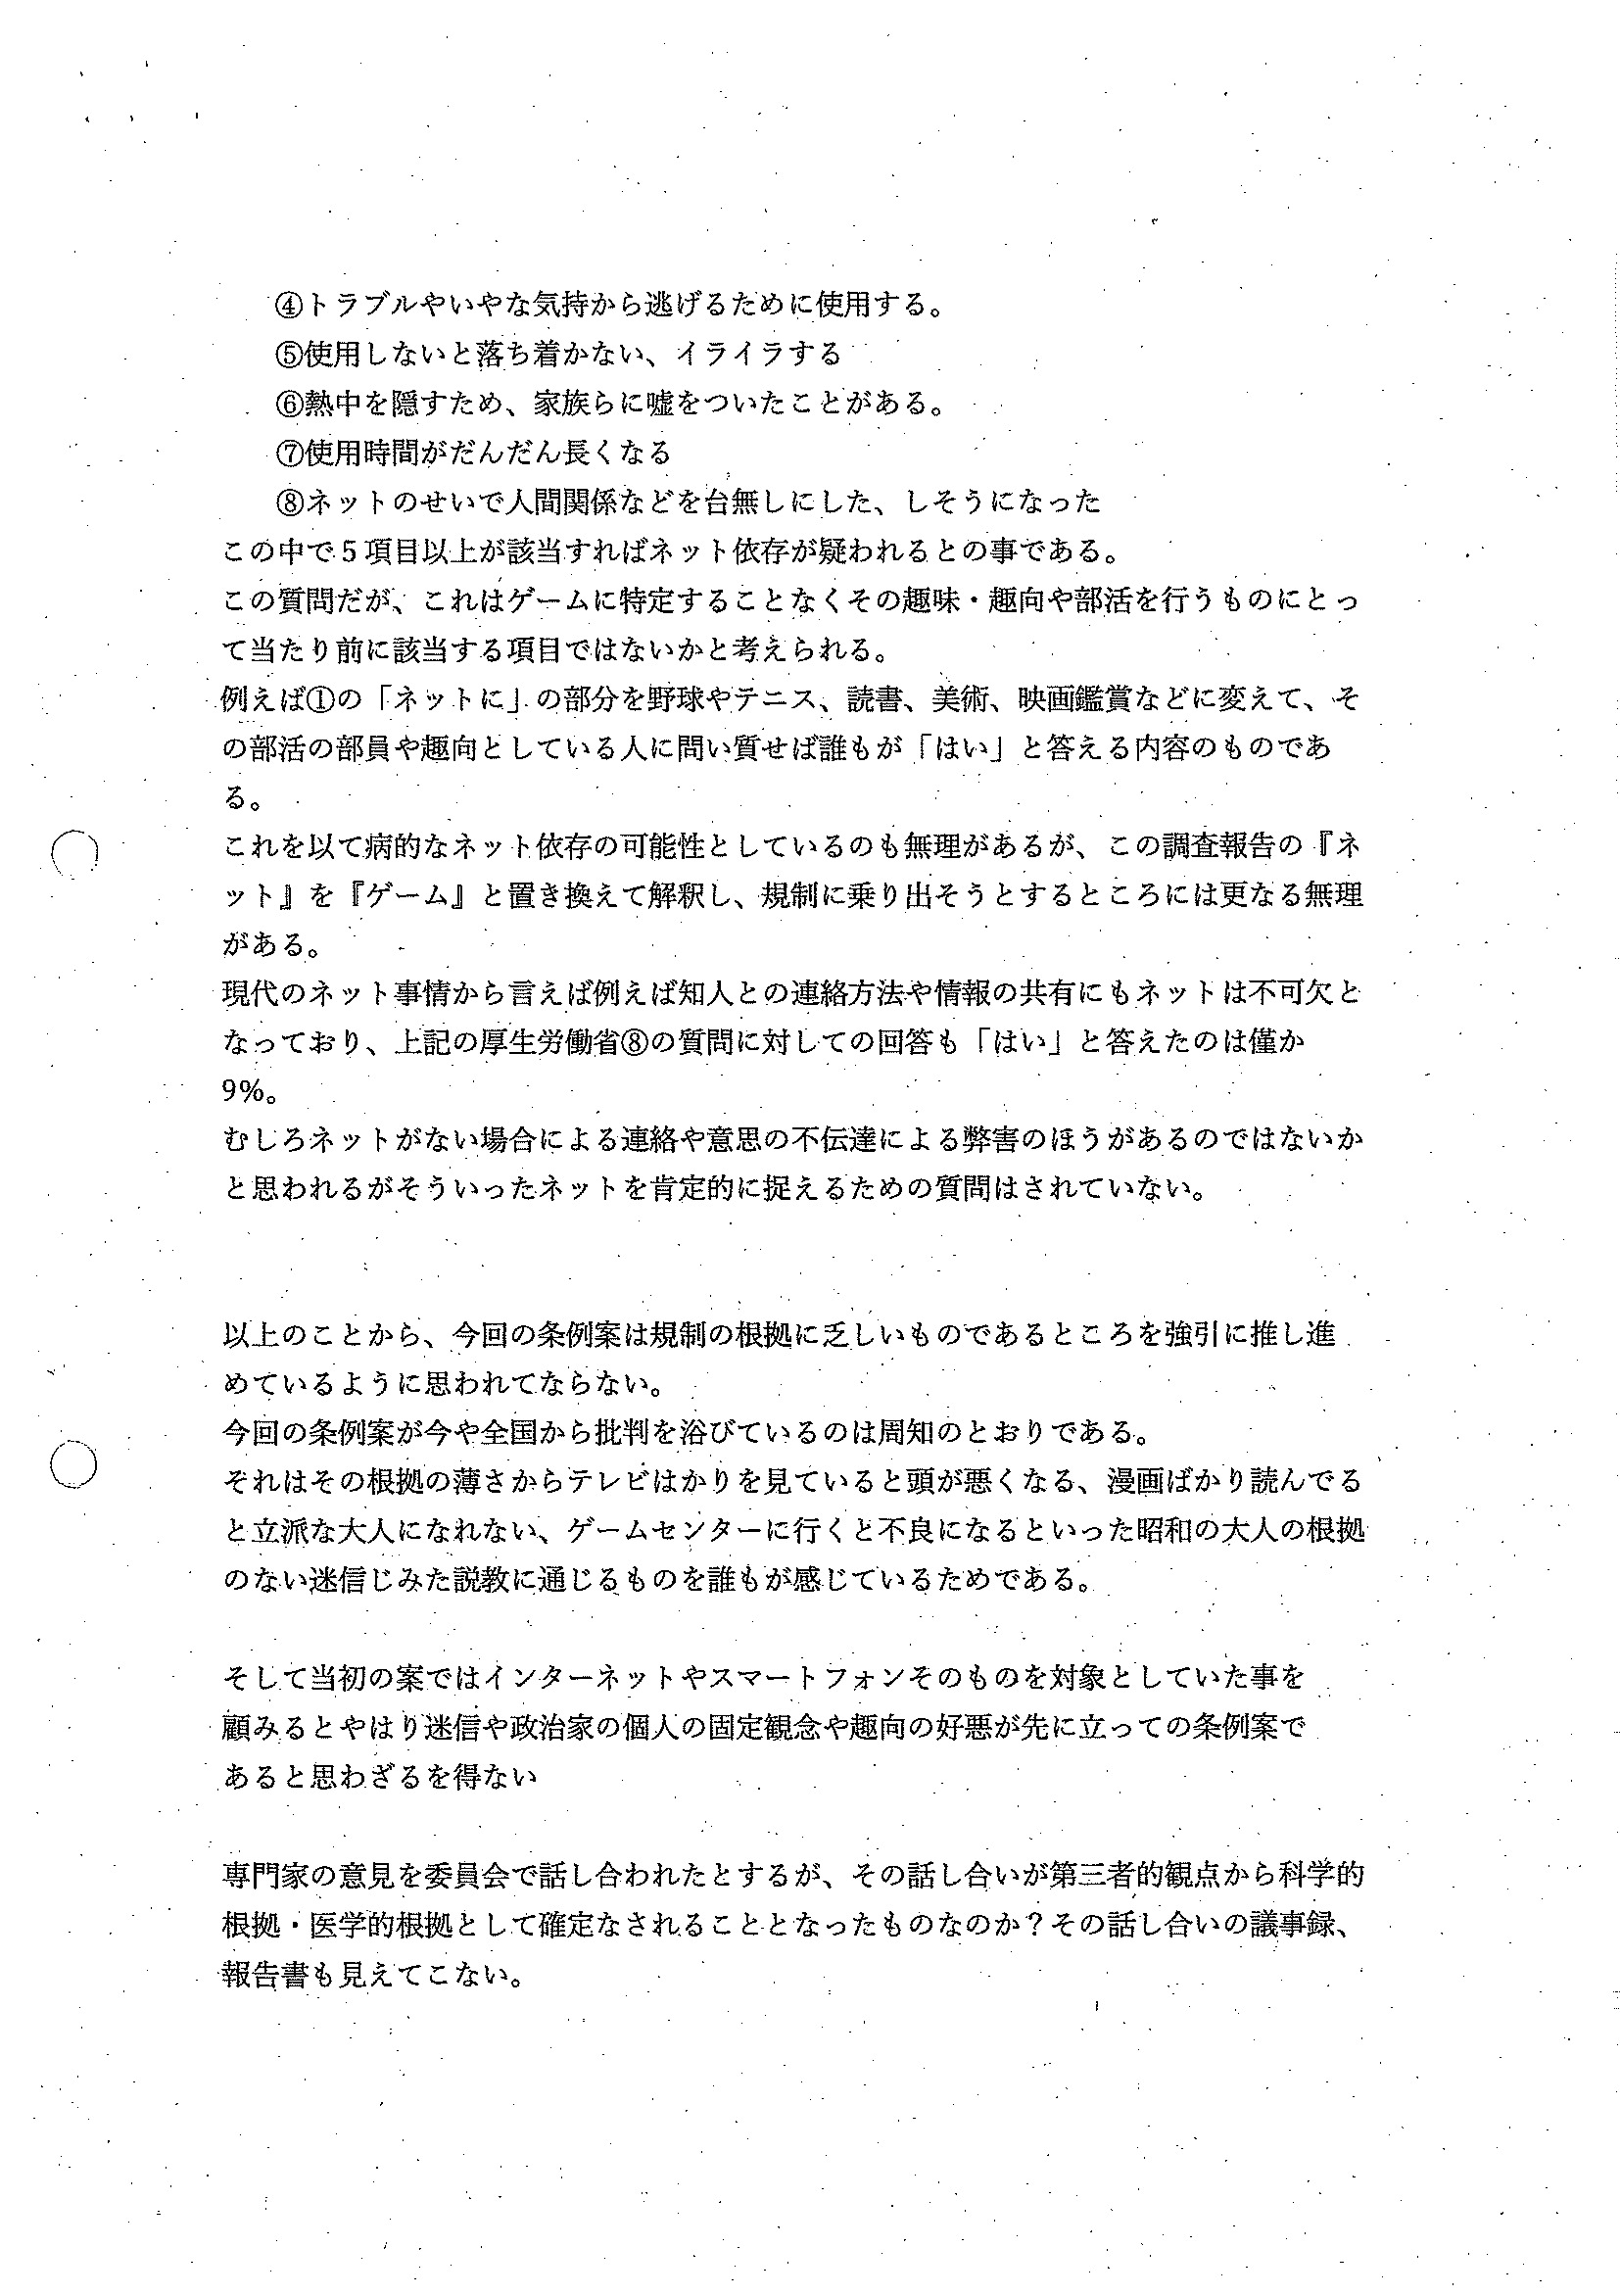 ④トラブルやいやな気持から逃げるために使用する。
⑤使用しないと落ち着かない、イライラする
⑥熱中を隠すため、家族らに嘘をついたことがある。
⑦使用時間がだんだん長くなる
⑧ネットのせいで人間関係などを台無しにした、しそうになった
この中で５項目以上が該当すればネット依存が疑われるとの事である。
この質問だが、これはゲームに特定することなくその趣味・趣向や部活を行うものにとっ
て当たり前に該当する項目ではないかと考えられる。
例えば①の「ネットに」の部分を野球やテニス、読書、美術、映画鑑賞などに変えて、そ
の部活の部員や趣向としている人に問い質せば誰もが「はい」と答える内容のものであ
る。
これを以て病的なネット依存の可能性としているのも無理があるが、この調査報告の『ネ
ット』を『ゲーム』と置き換えて解釈し、規制に乗り出そうとするところには更なる無理
がある。
現代のネット事情から言えば例えば知人との連絡方法や情報の共有にもネットは不可欠と
なっており、上記の厚生労働省⑧の質問に対しての回答も「はい」と答えたのは僅か
9%。
むしろネットがない場合による連絡や意思の不伝達による弊害のほうがあるのではないか
と思われるがそういったネットを肯定的に捉えるための質問はされていない。
以上のことから、今回の条例案は規制の根拠に乏しいものであるところを強引に推し進
めているように思われてならない。
今回の条例案が今や全国から批判を浴びているのは周知のとおりである。
それはその根拠の薄さからテレビはかりを見ていると頭が悪くなる、漫画ばかり読んでる
と立派な大人になれない、ゲームセンターに行くと不良になるといった昭和の大人の根拠
のない迷信じみた説教に通じるものを誰もが感じているためである。
そして当初の案ではインターネットやスマートフォンそのものを対象としていた事を
顧みるとやはり迷信や政治家の個人の固定観念や趣向の好悪が先に立っての条例案で
あると思わざるを得ない
専門家の意見を委員会で話し合われたとするが、その話し合いが第三者的観点から科学的
根拠・医学的根拠として確定なされることとなったものなのか？その話し合いの議事録、
報告書も見えてこない。